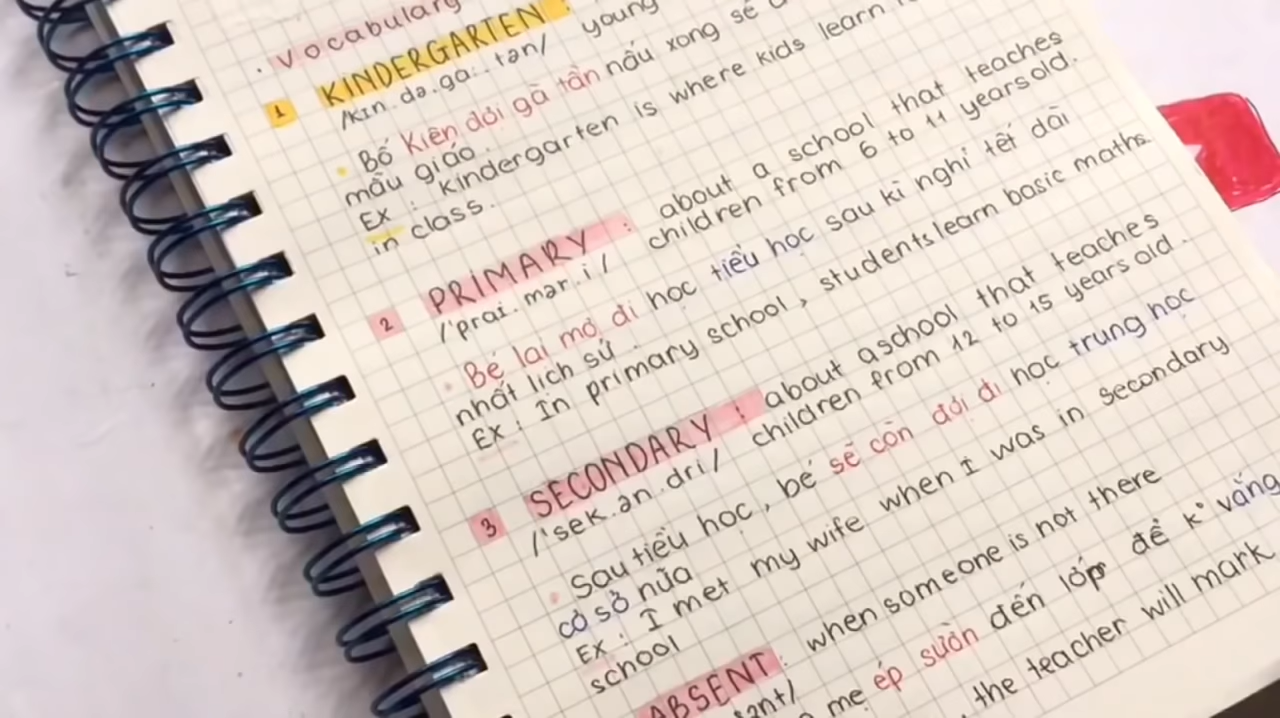 · Vocabulary
1 KINDERGARTEN : young
/kɪn.də.gɑː.tən/
• Bố Kiên dỏi gà tần nấu xong sẽ
mẫu giáo.
Ex : Kindergarten is where kids learn
in class.
2 PRIMARY : about a school that teaches
/'praɪ.mər.i/ children from 6 to 11 years old.
• Bé lai mơ đi học tiểu học sau kì nghỉ tết dài
nhất lịch sử.
Ex : In primary school, students learn basic maths.
3 SECONDARY : about a school that teaches
/'sek.ən.dri/ children from 12 to 15 years old.
• Sau tiểu học, bé sẽ còn đòi đi học trung học
cơ sở nữa
Ex : I met my wife when I was in secondary
school
ABSENT : when someone is not there
sənt/
mẹ ép sườn đến lớp để k° vắng
, the teacher will mark